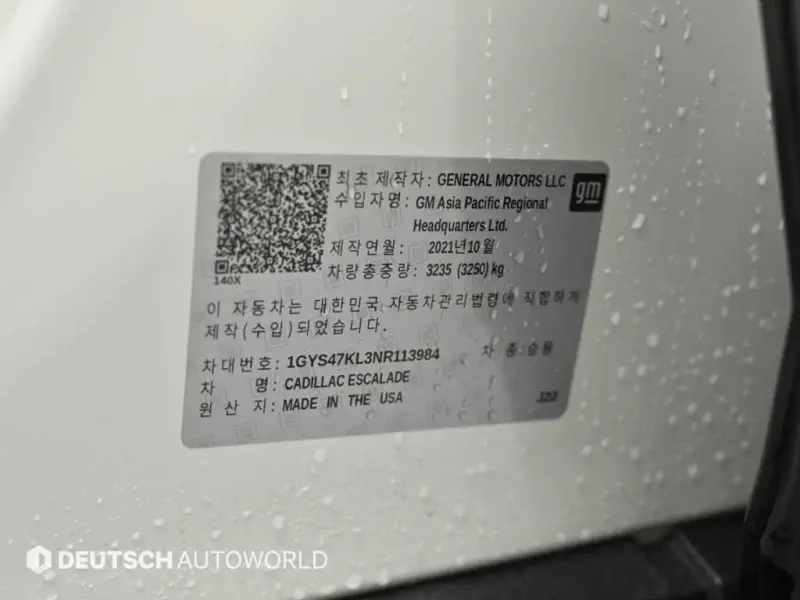 최초 제작자: GENERAL MOTORS LLC
gm
수입자명: GM Asia Pacific Regional
Headquarters Ltd.
제작연월: 2021년10월
차량총중량: 3235 (3250) kg
140X
이 자동차는 대한민국 자동차관리법령에 적합하게
제작(수입)되었습니다.
차대번호: 1GYS47KL3NR113984 차 종:승용
차 명: CADILLAC ESCALADE
원 산 지: MADE IN THE USA
DEUTSCH AUTOWORLD